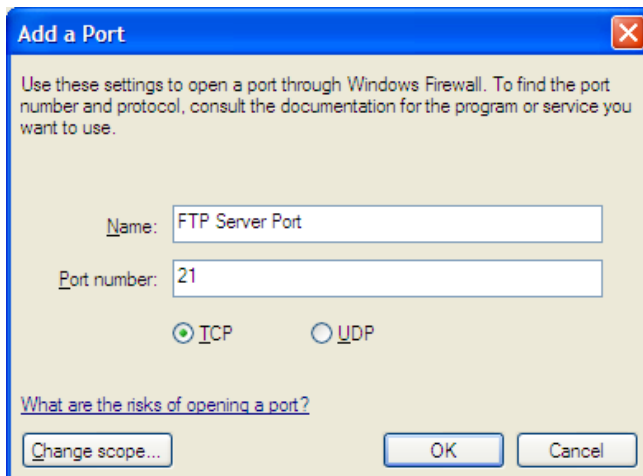 Add a Port
Use these settings to open a port through Windows Firewall. To find the port
number and protocol, consult the documentation for the program or service you
want to use.
Name: FTP Server Port
Port number: 21
TCP UDP
What are the risks of opening a port?
Change scope... OK Cancel